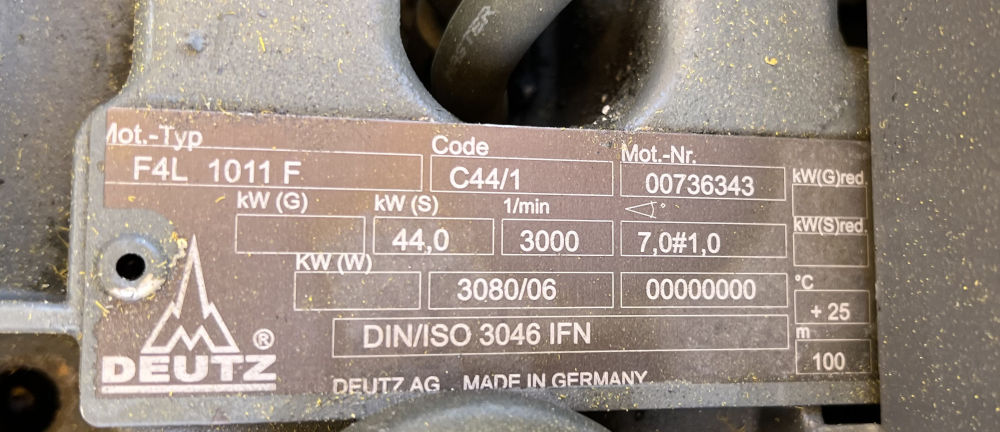 Mot.-Typ Code Mot.-Nr.
F4L 1011 F C44/1 00736343 kW(G)red.
kW (G) kW (S) 1/min °
44,0 3000 7,0#1,0 kW(S)red.
KW (W)
3080/06 00000000 °C
+ 25
DIN/ISO 3046 IFN m
100
DEUTZ ®
DEUTZ AG . MADE IN GERMANY